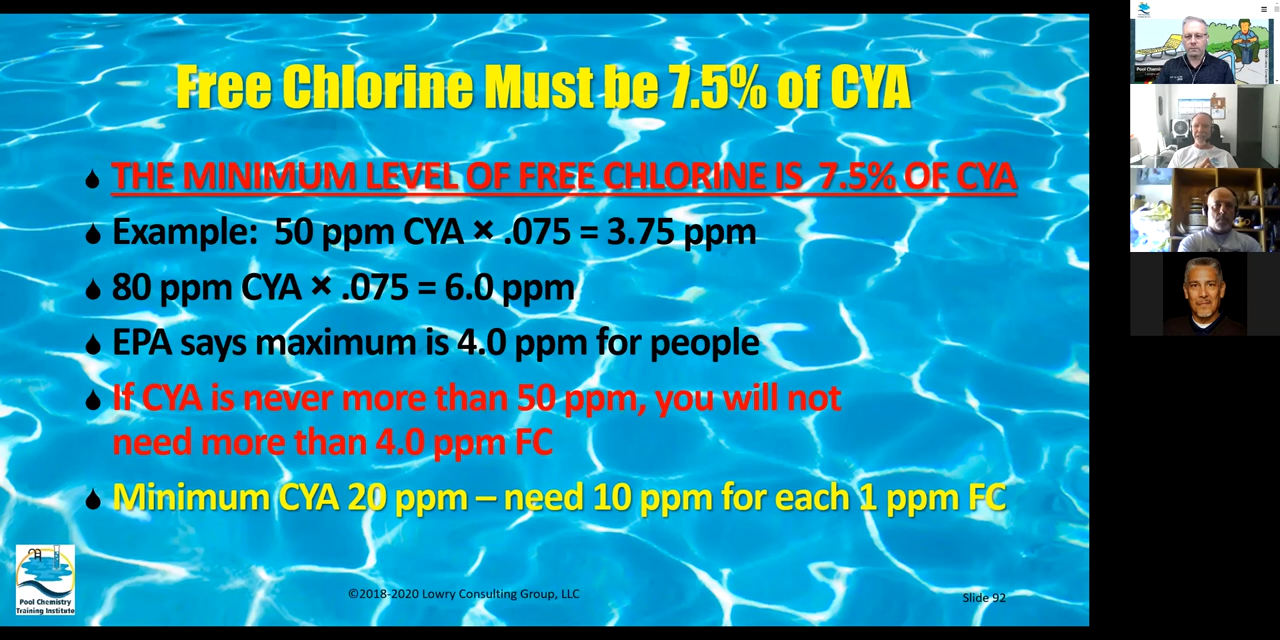 Free Chlorine Must be 7.5% of CYA
THE MINIMUM LEVEL OF FREE CHLORINE IS 7.5% OF CYA
Example: 50 ppm CYA × .075 = 3.75 ppm
80 ppm CYA × .075 = 6.0 ppm
EPA says maximum is 4.0 ppm for people
If CYA is never more than 50 ppm, you will not
need more than 4.0 ppm FC
Minimum CYA 20 ppm – need 10 ppm for each 1 ppm FC
Pool Chemistry
Training Institute
©2018-2020 Lowry Consulting Group, LLC
Slide 92